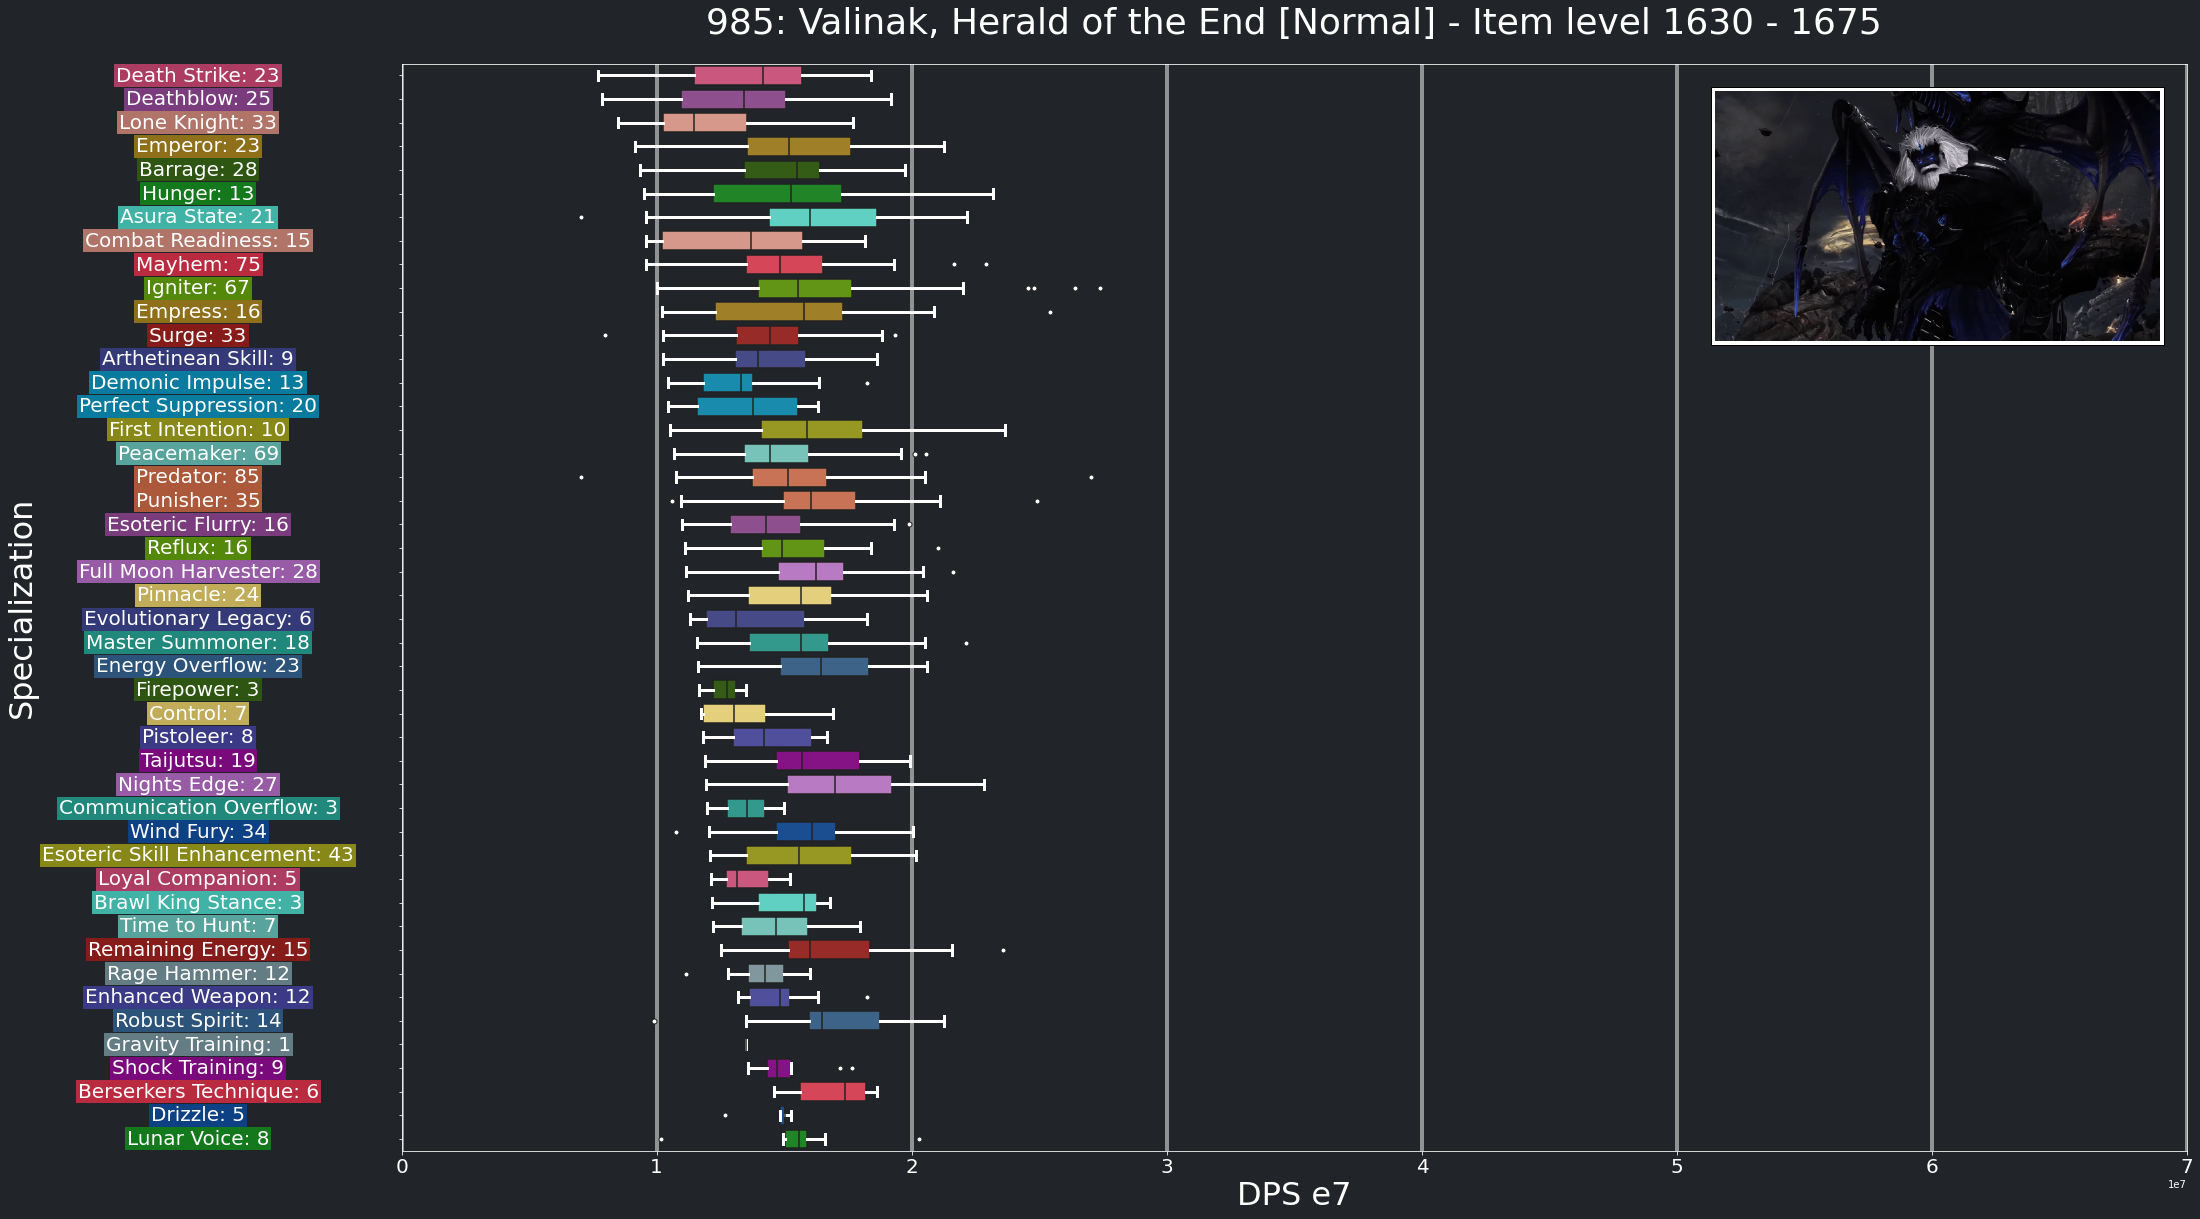 985: Valinak, Herald of the End [Normal] - Item level 1630 - 1675
Specialization
Death Strike: 23
Deathblow: 25
Lone Knight: 33
Emperor: 23
Barrage: 28
Hunger: 13
Asura State: 21
Combat Readiness: 15
Mayhem: 75
Igniter: 67
Empress: 16
Surge: 33
Arthetinean Skill: 9
Demonic Impulse: 13
Perfect Suppression: 20
First Intention: 10
Peacemaker: 69
Predator: 85
Punisher: 35
Esoteric Flurry: 16
Reflux: 16
Full Moon Harvester: 28
Pinnacle: 24
Evolutionary Legacy: 6
Master Summoner: 18
Energy Overflow: 23
Firepower: 3
Control: 7
Pistoleer: 8
Taijutsu: 19
Nights Edge: 27
Communication Overflow: 3
Wind Fury: 34
Esoteric Skill Enhancement: 43
Loyal Companion: 5
Brawl King Stance: 3
Time to Hunt: 7
Remaining Energy: 15
Rage Hammer: 12
Enhanced Weapon: 12
Robust Spirit: 14
Gravity Training: 1
Shock Training: 9
Berserkers Technique: 6
Drizzle: 5
Lunar Voice: 8
0 1 2 3 4 5 6 7
1e7
DPS e7